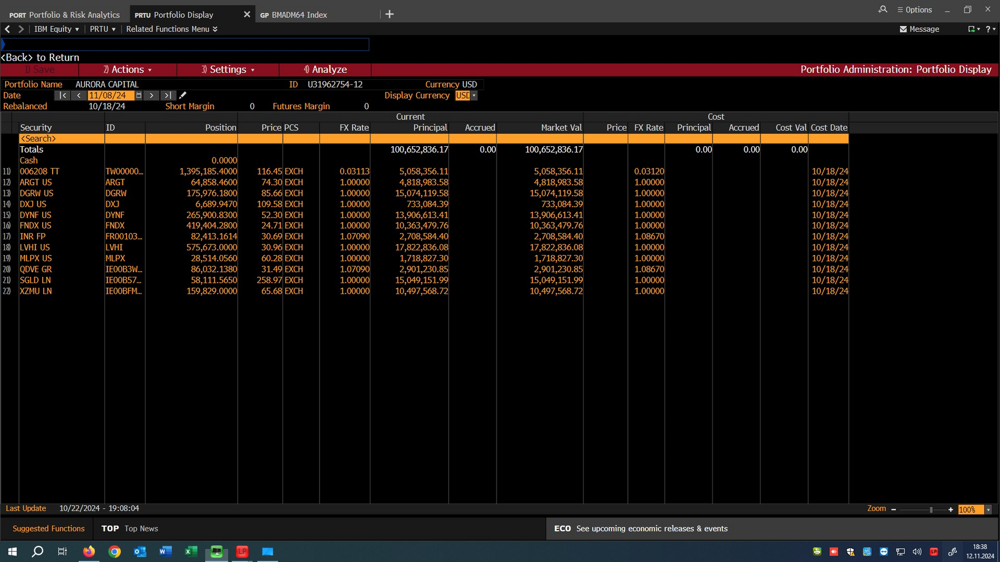 PORT Portfolio & Risk Analytics PRTU Portfolio Display GP BMADM64 Index Options
IBM Equity PRTU Related Functions Menu Message ?
<Back> to Return
1) Save 2) Actions 3) Settings 4) Analyze Portfolio Administration: Portfolio Display
Portfolio Name AURORA CAPITAL ID U31962754-12 Currency USD
Date 11/08/24 Display Currency USD
Rebalanced 10/18/24 Short Margin 0 Futures Margin 0
Current Cost
Security ID Position Price PCS FX Rate Principal Accrued Market Val Price FX Rate Principal Accrued Cost Val Cost Date
<Search>
Totals 100,652,836.17 0.00 100,652,836.17 0.00 0.00 0.00
Cash 0.0000
11) 006208 TT TW00000... 1,395,185.4000 116.45 EXCH 0.03113 5,058,356.11 5,058,356.11 0.03120 10/18/24
12) ARGT US ARGT 64,858.4600 74.30 EXCH 1.00000 4,818,983.58 4,818,983.58 1.00000 10/18/24
13) DGRW US DGRW 175,976.1800 85.66 EXCH 1.00000 15,074,119.58 15,074,119.58 1.00000 10/18/24
14) DXJ US DXJ 6,689.9470 109.58 EXCH 1.00000 733,084.39 733,084.39 1.00000 10/18/24
15) DYNF US DYNF 265,900.8300 52.30 EXCH 1.00000 13,906,613.41 13,906,613.41 1.00000 10/18/24
16) FNDX US FNDX 419,404.2800 24.71 EXCH 1.00000 10,363,479.76 10,363,479.76 1.00000 10/18/24
17) INR FP FR00103... 82,413.1614 30.69 EXCH 1.07090 2,708,584.40 2,708,584.40 1.08670 10/18/24
18) LVHI US LVHI 575,673.0000 30.96 EXCH 1.00000 17,822,836.08 17,822,836.08 1.00000 10/18/24
19) MLPX US MLPX 28,514.0560 60.28 EXCH 1.00000 1,718,827.30 1,718,827.30 1.00000 10/18/24
20) QDVE GR IE00B3W... 86,032.1380 31.49 EXCH 1.07090 2,901,230.85 2,901,230.85 1.08670 10/18/24
21) SGLD LN IE00B57... 58,111.5650 258.97 EXCH 1.00000 15,049,151.99 15,049,151.99 1.00000 10/18/24
22) XZMU LN IE00BFM... 159,829.0000 65.68 EXCH 1.00000 10,497,568.72 10,497,568.72 1.00000 10/18/24
Last Update 10/22/2024 - 19:08:04 Zoom - + 100%
Suggested Functions TOP Top News ECO See upcoming economic releases & events
LP LP 18:38
12.11.2024